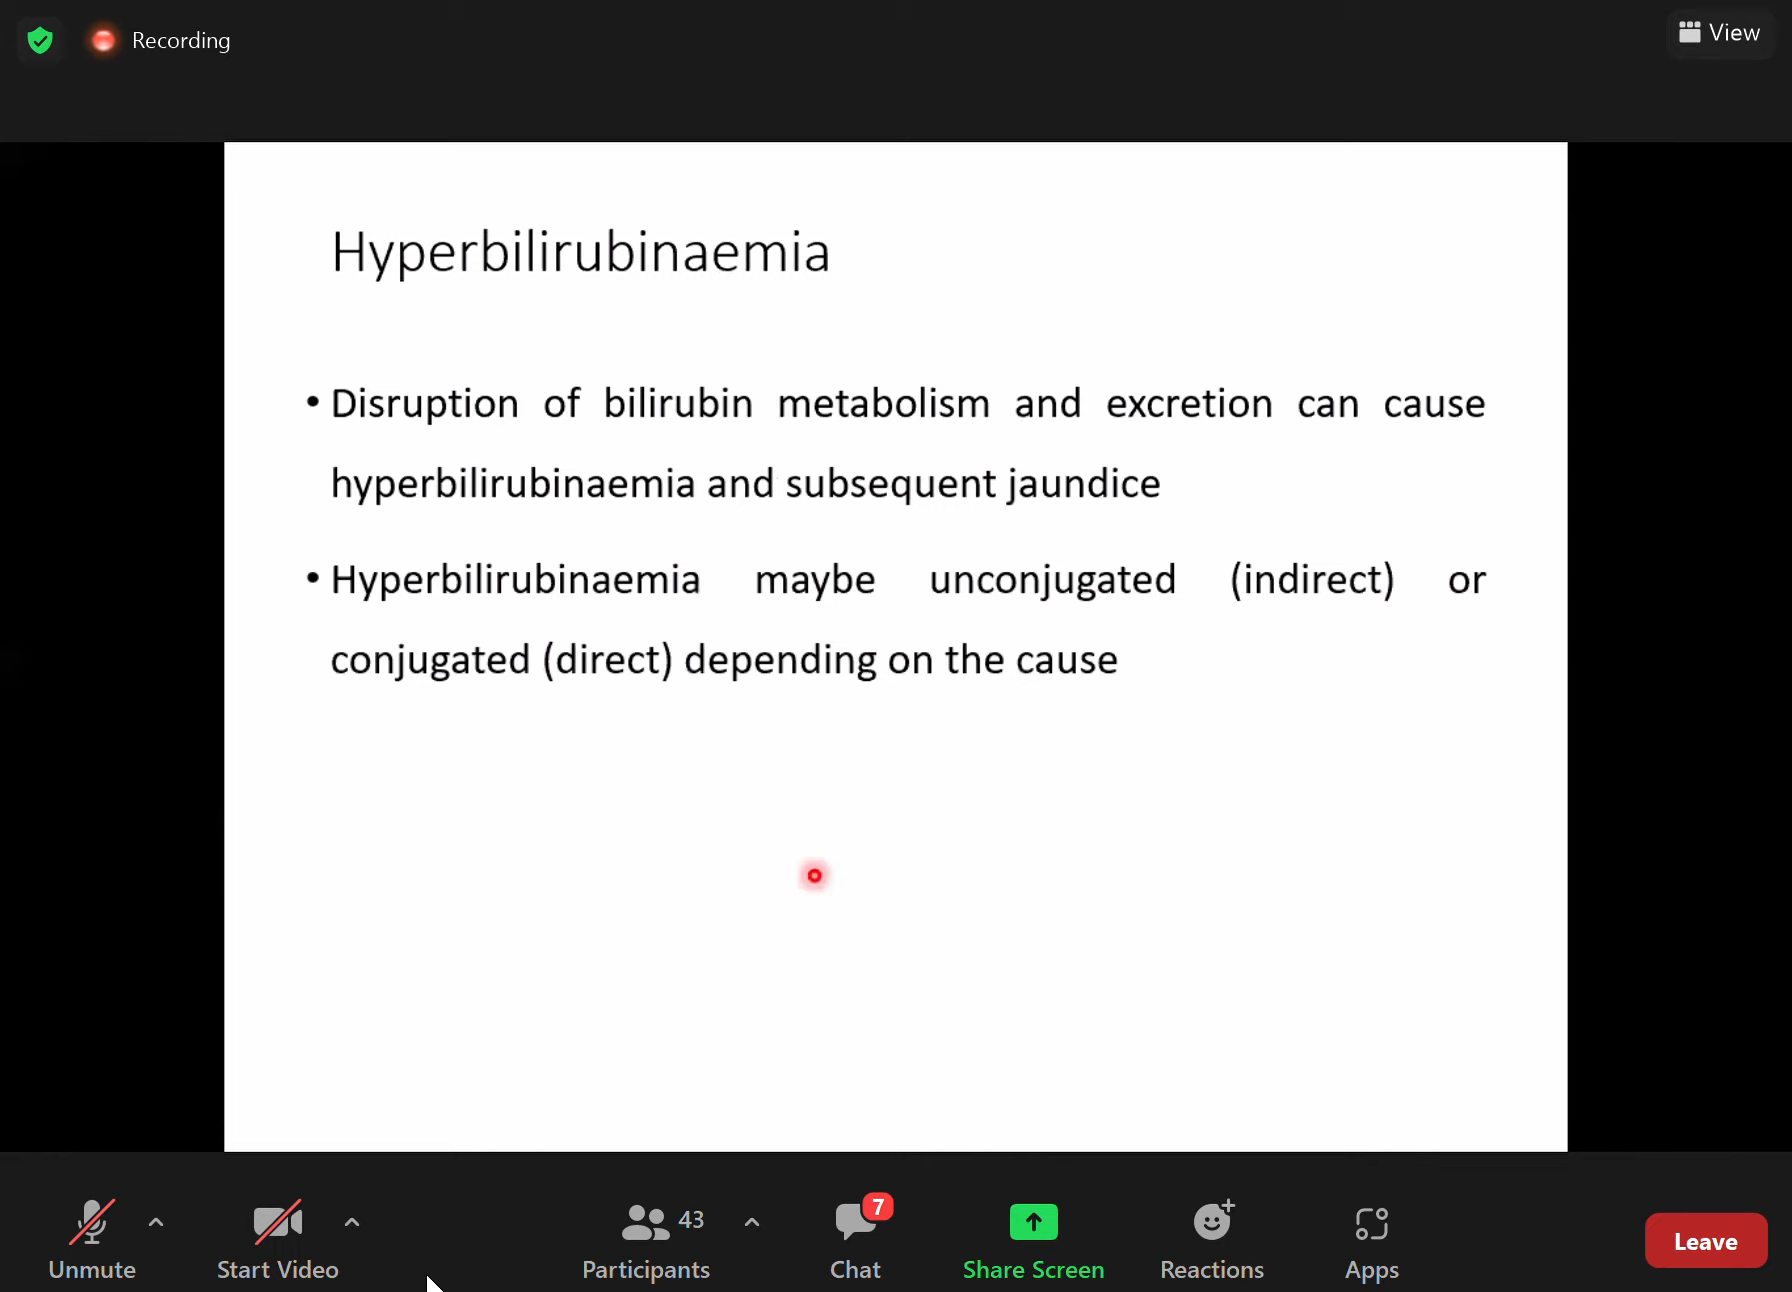 Recording
View
Hyperbilirubinaemia
• Disruption of bilirubin metabolism and excretion can cause
hyperbilirubinaemia and subsequent jaundice
• Hyperbilirubinaemia maybe unconjugated (indirect) or
conjugated (direct) depending on the cause
43
7
Unmute
Start Video
Participants
Chat
Share Screen
Reactions
Apps
Leave